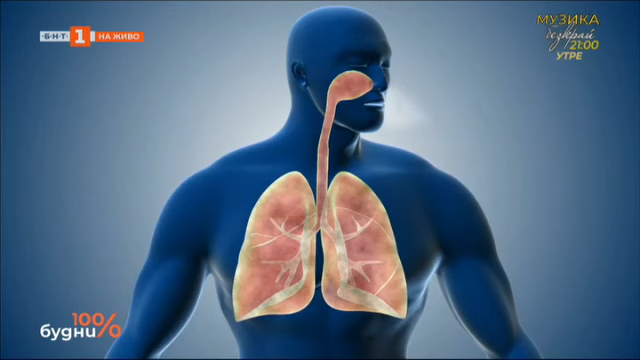 БНТ 1 НА ЖИВО
МУЗИКА
безкрай
21:00
УТРЕ
100%
будни